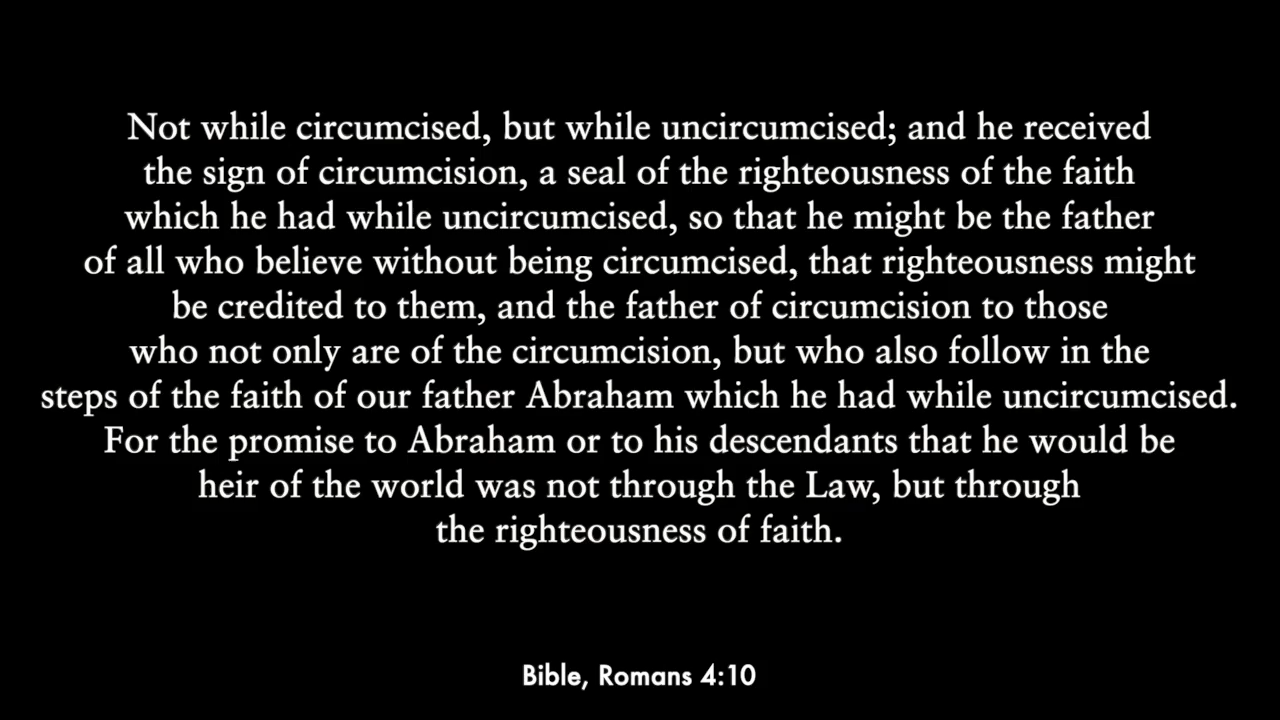 Not while circumcised, but while uncircumcised; and he received
the sign of circumcision, a seal of the righteousness of the faith
which he had while uncircumcised, so that he might be the father
of all who believe without being circumcised, that righteousness might
be credited to them, and the father of circumcision to those
who not only are of the circumcision, but who also follow in the
steps of the faith of our father Abraham which he had while uncircumcised.
For the promise to Abraham or to his descendants that he would be
heir of the world was not through the Law, but through
the righteousness of faith.
Bible, Romans 4:10